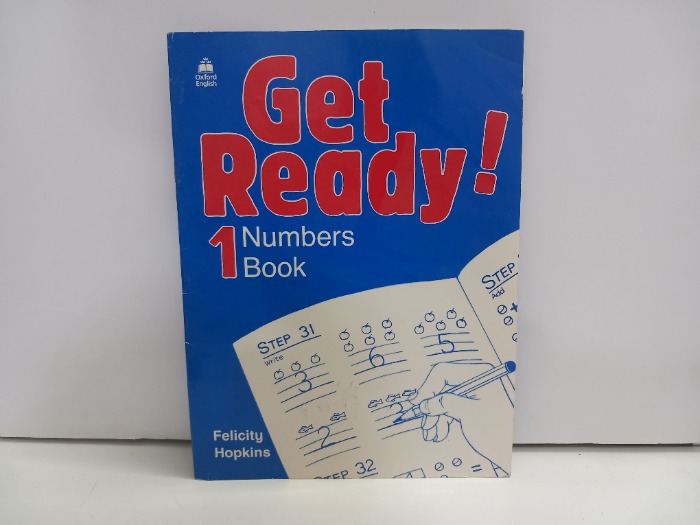 Oxford
English
Get
Ready!
1 Numbers
Book
STEP 31
write
3
6
5
2
STEP
Add
+
STEP 32
=
Felicity
Hopkins